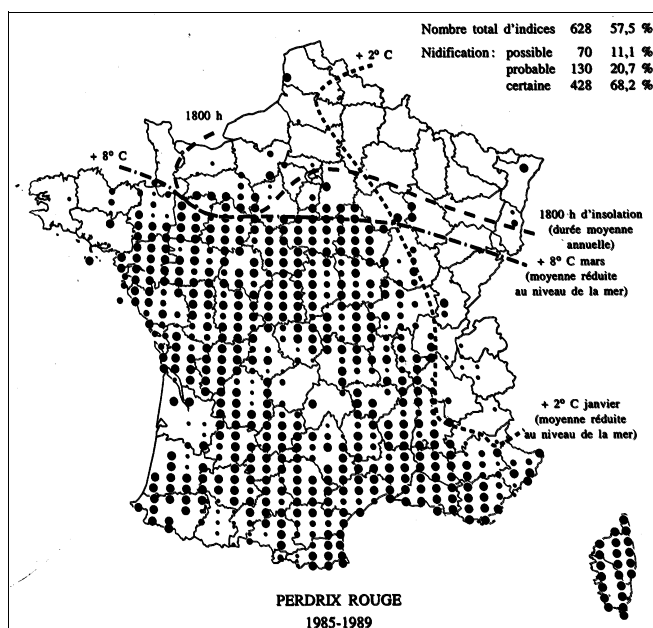 Nombre total d'indices 628 57,5 %
Nidification : possible 70 11,1 %
probable 130 20,7 %
certaine 428 68,2 %
+ 2° C
1800 h
+ 8° C
1800 h d'insolation
(durée moyenne
annuelle)
+ 8° C mars
(moyenne réduite
au niveau de la mer)
+ 2° C janvier
(moyenne réduite
au niveau de la mer)
PERDRIX ROUGE
1985-1989